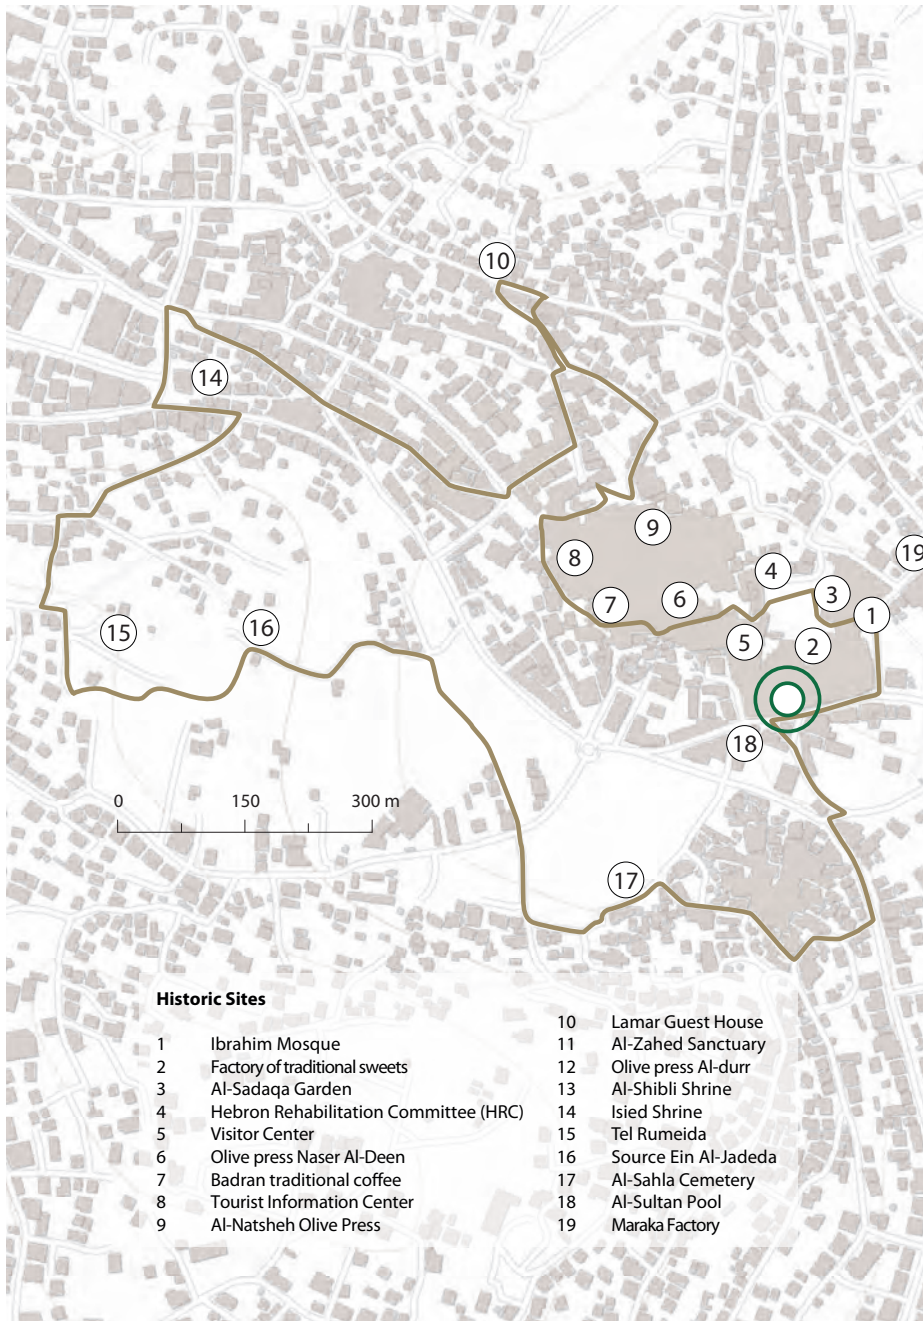 10
14
9
19
8
4
3
7
6
1
15
16
5
2
18
0 150 300 m
17
Historic Sites
1 Ibrahim Mosque
2 Factory of traditional sweets
3 Al-Sadaqa Garden
4 Hebron Rehabilitation Committee (HRC)
5 Visitor Center
6 Olive press Naser Al-Deen
7 Badran traditional coffee
8 Tourist Information Center
9 Al-Natsheh Olive Press
10 Lamar Guest House
11 Al-Zahed Sanctuary
12 Olive press Al-durr
13 Al-Shibli Shrine
14 Isied Shrine
15 Tel Rumeida
16 Source Ein Al-Jadeda
17 Al-Sahla Cemetery
18 Al-Sultan Pool
19 Maraka Factory